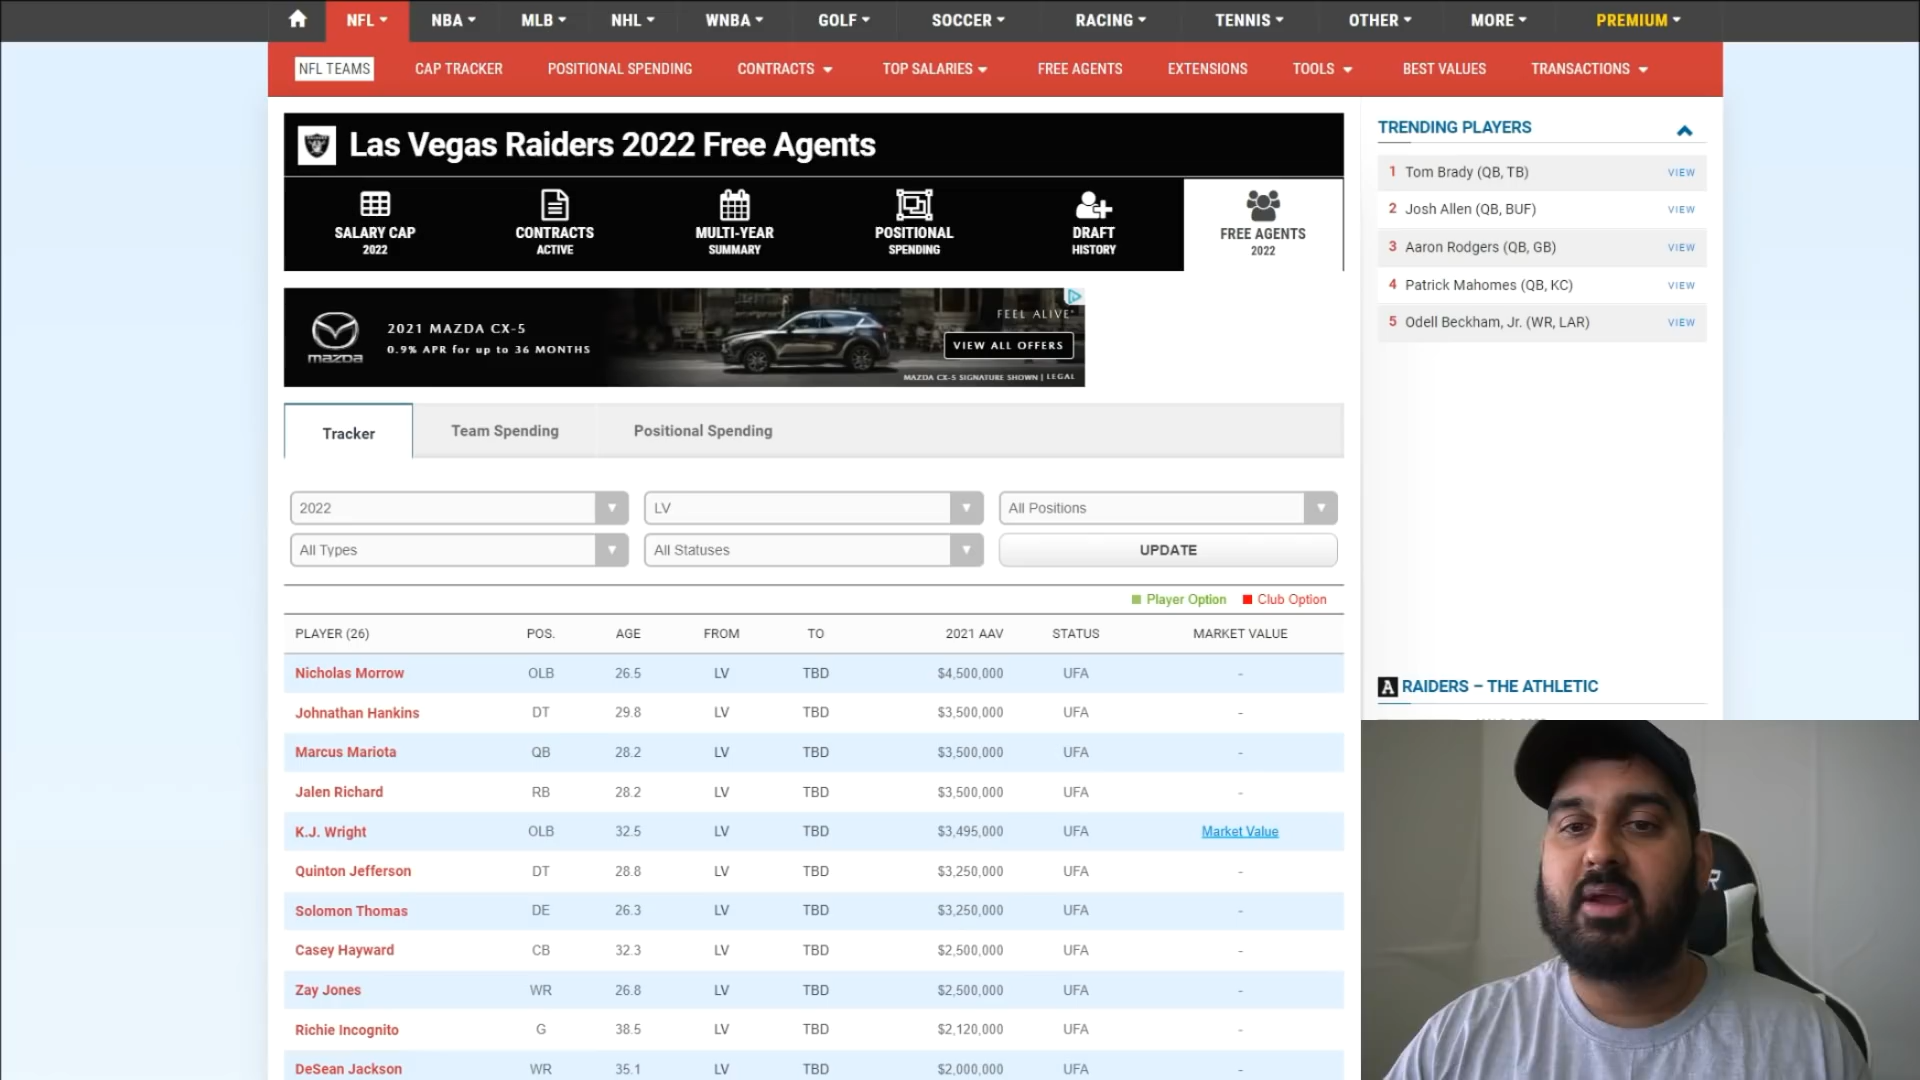 NFL NBA MLB NHL WNBA GOLF SOCCER RACING TENNIS OTHER MORE PREMIUM
NFL TEAMS CAP TRACKER POSITIONAL SPENDING CONTRACTS TOP SALARIES FREE AGENTS EXTENSIONS TOOLS BEST VALUES TRANSACTIONS
Las Vegas Raiders 2022 Free Agents
SALARY CAP
2022
CONTRACTS
ACTIVE
MULTI-YEAR
SUMMARY
POSITIONAL
SPENDING
DRAFT
HISTORY
FREE AGENTS
2022
mazda
2021 MAZDA CX-5
0.9% APR for up to 36 MONTHS
FEEL ALIVE
VIEW ALL OFFERS
MAZDA CX-5 SIGNATURE SHOWN | LEGAL
Tracker Team Spending Positional Spending
2022 LV All Positions
All Types All Statuses UPDATE
Player Option Club Option
PLAYER (26) POS. AGE FROM TO 2021 AAV STATUS MARKET VALUE
Nicholas Morrow OLB 26.5 LV TBD $4,500,000 UFA -
Johnathan Hankins DT 29.8 LV TBD $3,500,000 UFA -
Marcus Mariota QB 28.2 LV TBD $3,500,000 UFA -
Jalen Richard RB 28.2 LV TBD $3,500,000 UFA -
K.J. Wright OLB 32.5 LV TBD $3,495,000 UFA Market Value
Quinton Jefferson DT 28.8 LV TBD $3,250,000 UFA -
Solomon Thomas DE 26.3 LV TBD $3,250,000 UFA -
Casey Hayward CB 32.3 LV TBD $2,500,000 UFA -
Zay Jones WR 26.8 LV TBD $2,500,000 UFA -
Richie Incognito G 38.5 LV TBD $2,120,000 UFA -
DeSean Jackson WR 35.1 LV TBD $2,000,000 UFA -
TRENDING PLAYERS
1 Tom Brady (QB, TB) VIEW
2 Josh Allen (QB, BUF) VIEW
3 Aaron Rodgers (QB, GB) VIEW
4 Patrick Mahomes (QB, KC) VIEW
5 Odell Beckham, Jr. (WR, LAR) VIEW
A RAIDERS – THE ATHLETIC
R